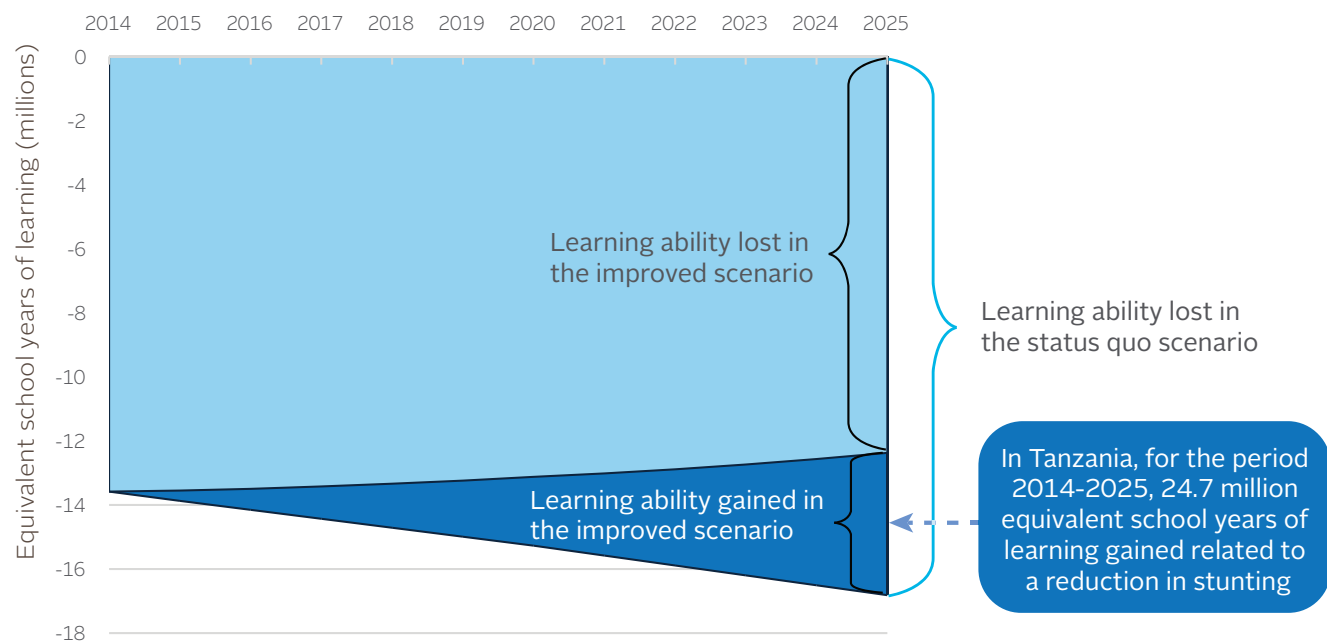 2014 2015 2016 2017 2018 2019 2020 2021 2022 2023 2024 2025
Equivalent school years of learning (millions)
0
-2
-4
-6
-8
-10
-12
-14
-16
-18
Learning ability lost in
the improved scenario
Learning ability lost in
the status quo scenario
Learning ability gained in
the improved scenario
In Tanzania, for the period
2014-2025, 24.7 million
equivalent school years of
learning gained related to
a reduction in stunting